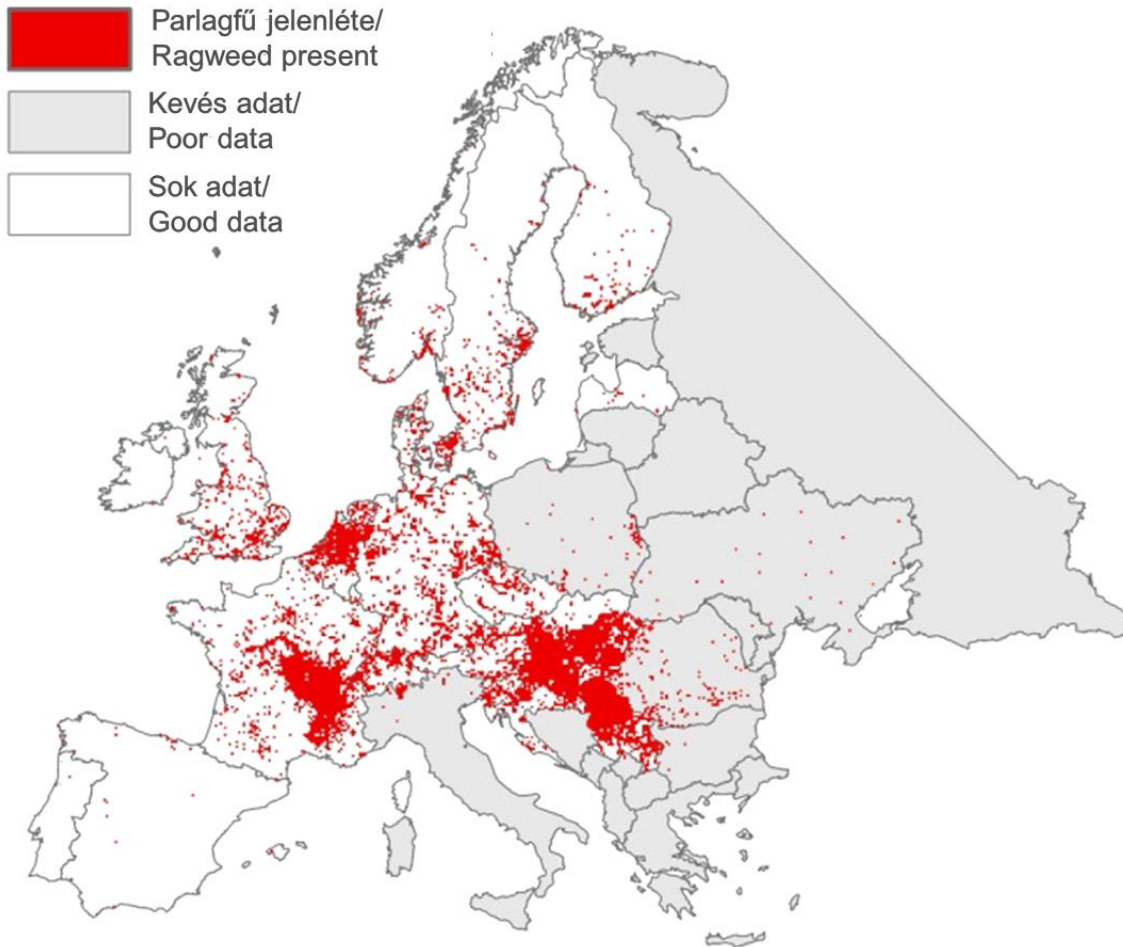 Parlagfű jelenléte/
Ragweed present
Kevés adat/
Poor data
Sok adat/
Good data